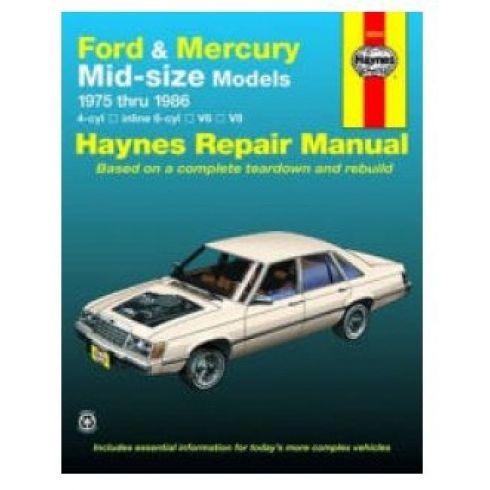 Ford & Mercury
Mid-size Models
1975 thru 1986
4-cyl □ inline 6-cyl □ V6 □ V8
Haynes
Haynes Repair Manual
Based on a complete teardown and rebuild
Includes essential information for today's more complex vehicles